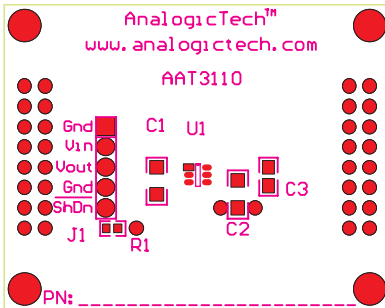 AnalogicTech™
www.analogictech.com
AAT3110
C1
U1
Gnd
Vin
Vout
Gnd
ShDn
C3
C2
J1
R1
PN: